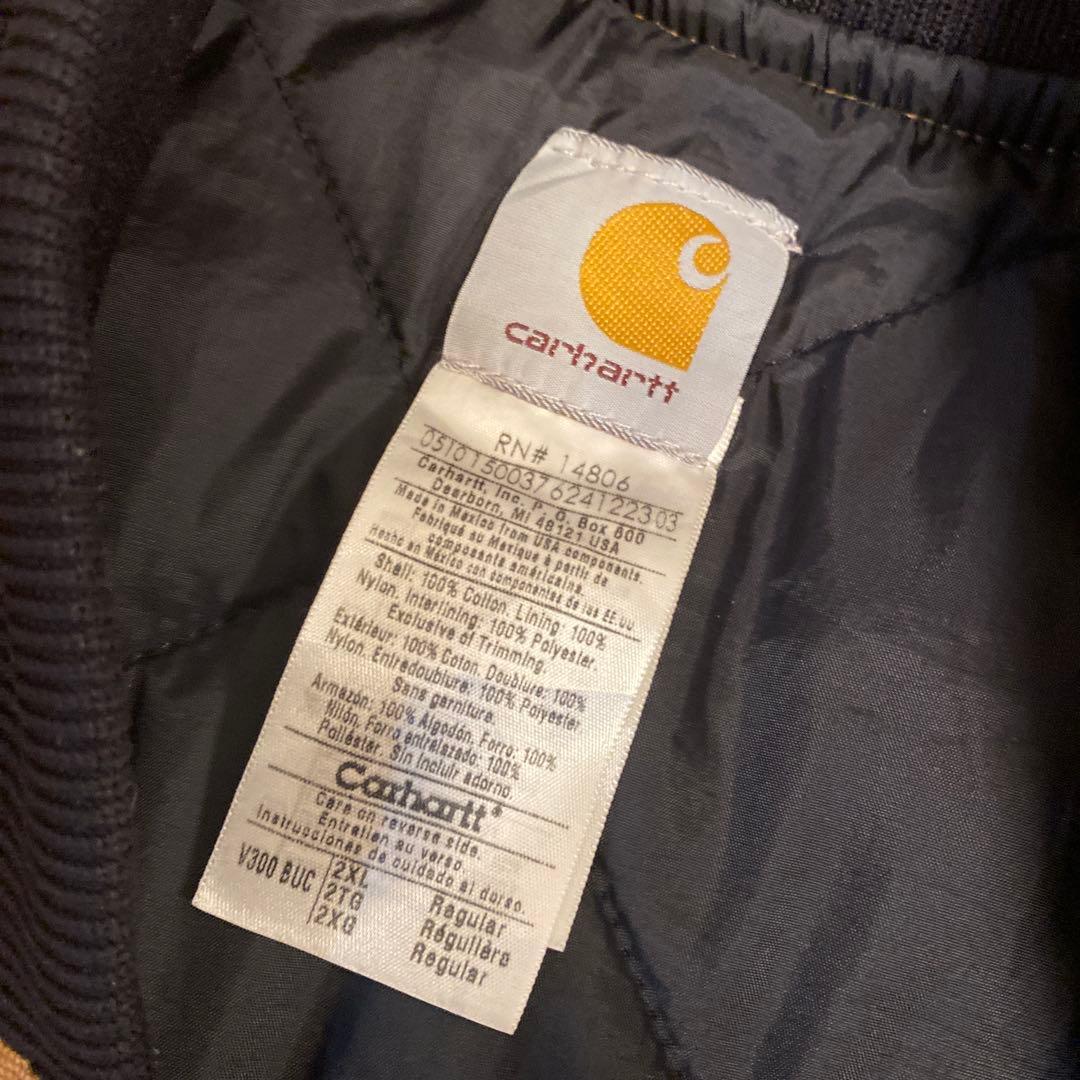 carhartt
RN# 14806
05101500376241222303
Carhartt, Inc. P. O. Box 600
Dearborn, MI 48121 USA
Made in Mexico from USA components.
Fabriqué su Mexique à partir de
composants américains.
Hecho en México con componentes de los EE.UU
Shell: 100% Cotton. Lining: 100%
Nylon. Interlining: 100% Polyester.
Exclusive of Trimming.
Extérieur: 100% Coton. Doublure: 100%
Nylon. Entredoublure: 100% Polyester
Sans garniture.
Armazón: 100% Algodón. Forro: 100%
Nilón. Forro entrelazado: 100%
Poliéster. Sin incluir adorno.
Carhartt®
Care on reverse side.
Entretien au verso.
Instrucciones de cuidado al dorso.
V300 BUC
2XL Regular
2TG Régulière
2XG Regular